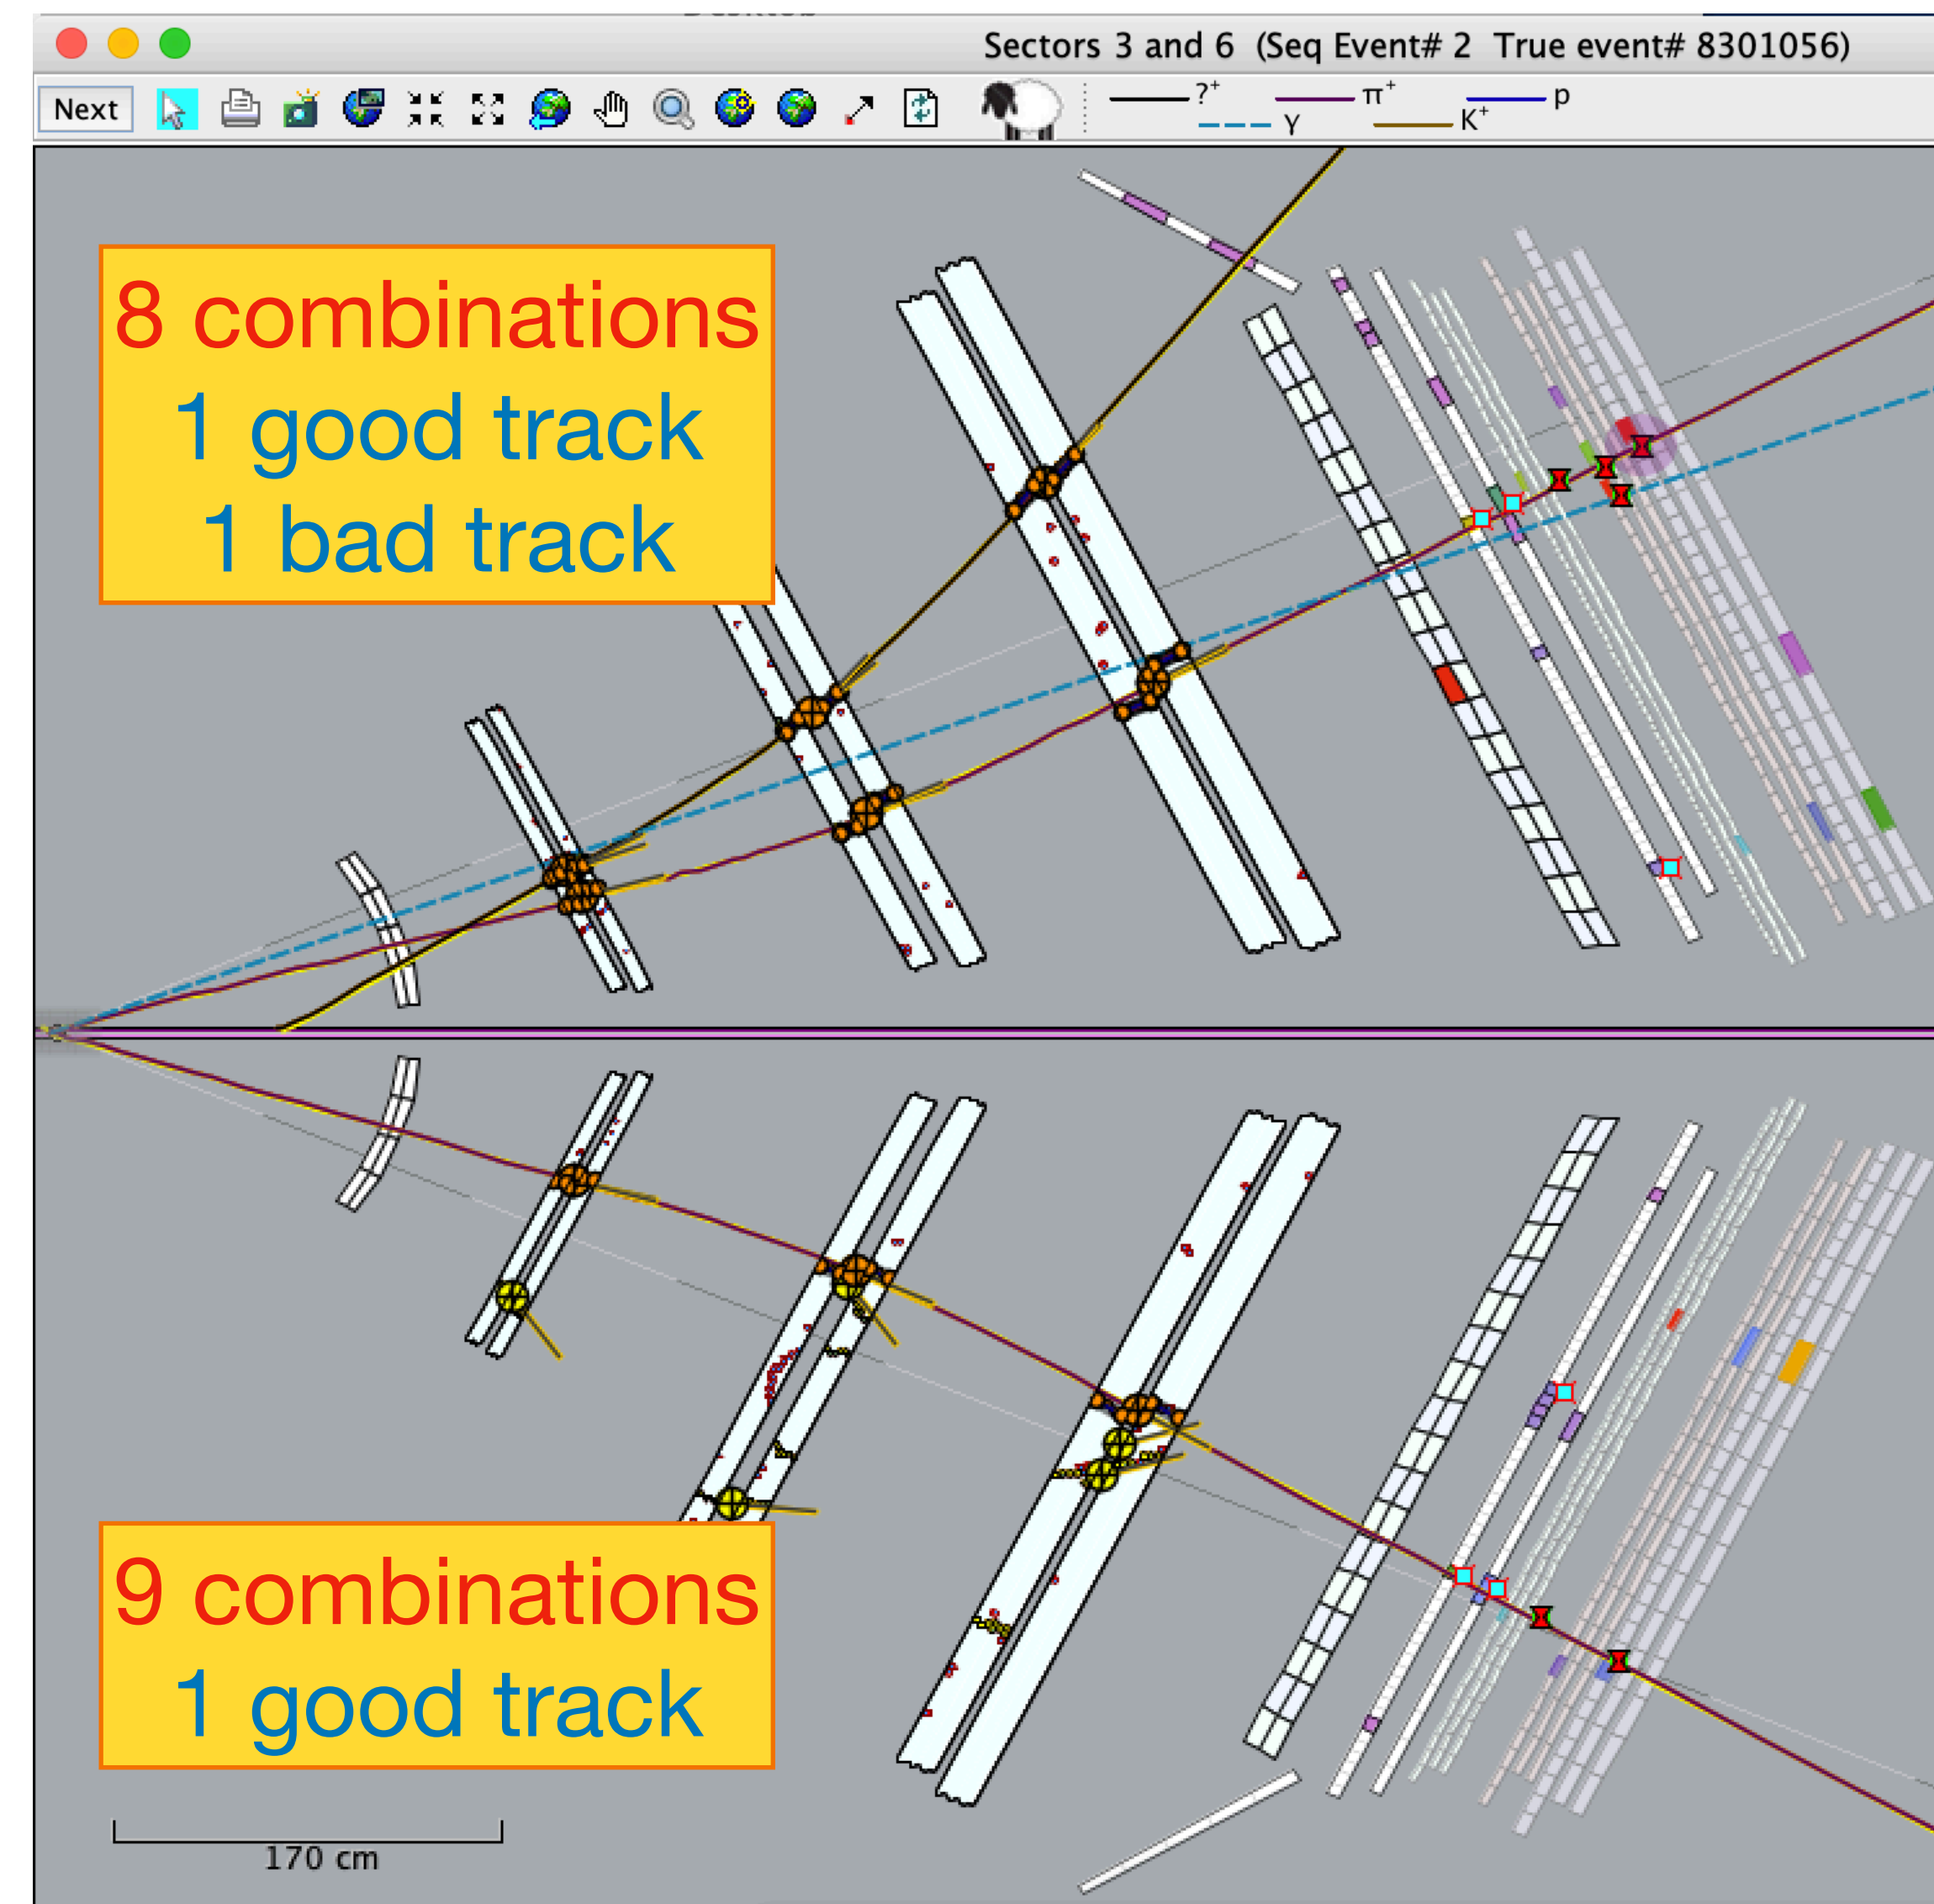 Sectors 3 and 6 (Seq Event# 2 True event# 8301056)
Next
?⁺ π⁺ p
γ K⁺
8 combinations
1 good track
1 bad track
9 combinations
1 good track
170 cm